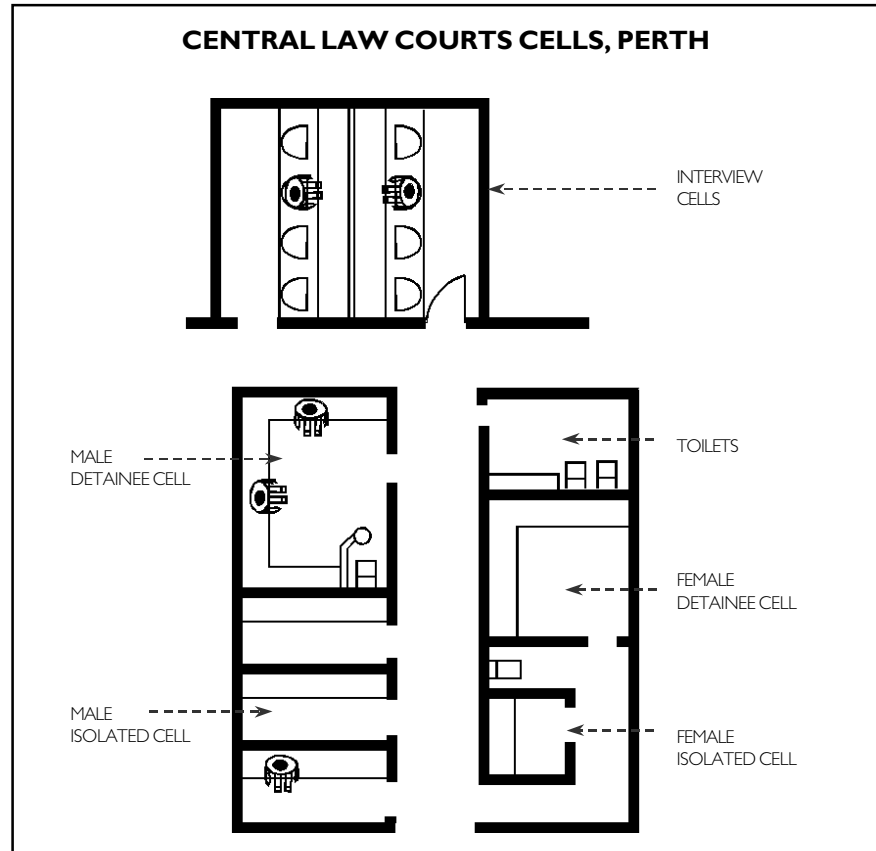 CENTRAL LAW COURTS CELLS, PERTH
INTERVIEW
CELLS
MALE
DETAINEE CELL
TOILETS
FEMALE
DETAINEE CELL
MALE
ISOLATED CELL
FEMALE
ISOLATED CELL